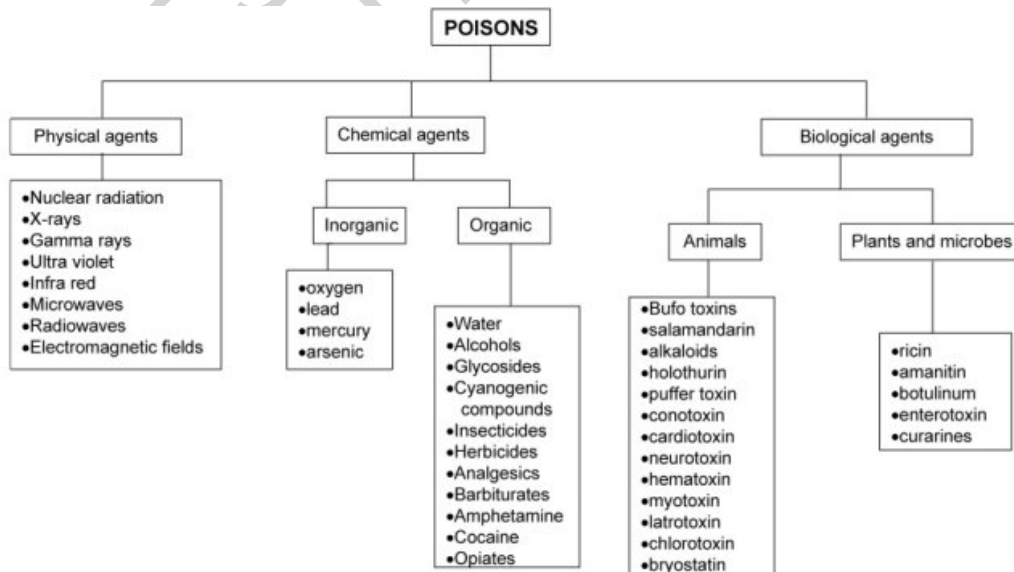 POISONS
Physical agents
•Nuclear radiation
•X-rays
•Gamma rays
•Ultra violet
•Infra red
•Microwaves
•Radiowaves
•Electromagnetic fields
Chemical agents
Inorganic
•oxygen
•lead
•mercury
•arsenic
Organic
•Water
•Alcohols
•Glycosides
•Cyanogenic
compounds
•Insecticides
•Herbicides
•Analgesics
•Barbiturates
•Amphetamine
•Cocaine
•Opiates
Biological agents
Animals
•Bufo toxins
•salamandarin
•alkaloids
•holothurin
•puffer toxin
•conotoxin
•cardiotoxin
•neurotoxin
•hematoxin
•myotoxin
•latrotoxin
•chlorotoxin
•bryostatin
Plants and microbes
•ricin
•amanitin
•botulinum
•enterotoxin
•curarines